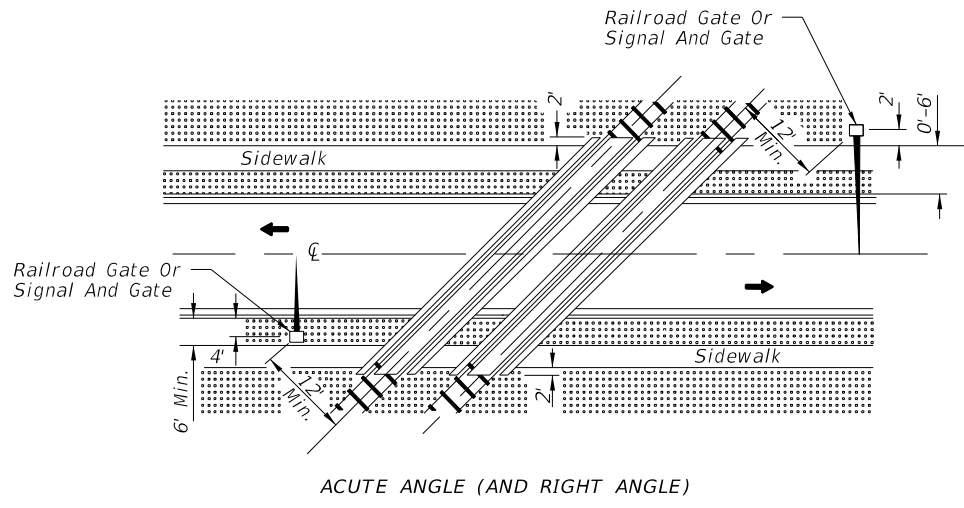 Railroad Gate Or
Signal And Gate
2'
2'
0'-6'
12'
Min.
Sidewalk
℄
Railroad Gate Or
Signal And Gate
Sidewalk
4'
6' Min.
12'
Min.
2'
ACUTE ANGLE (AND RIGHT ANGLE)